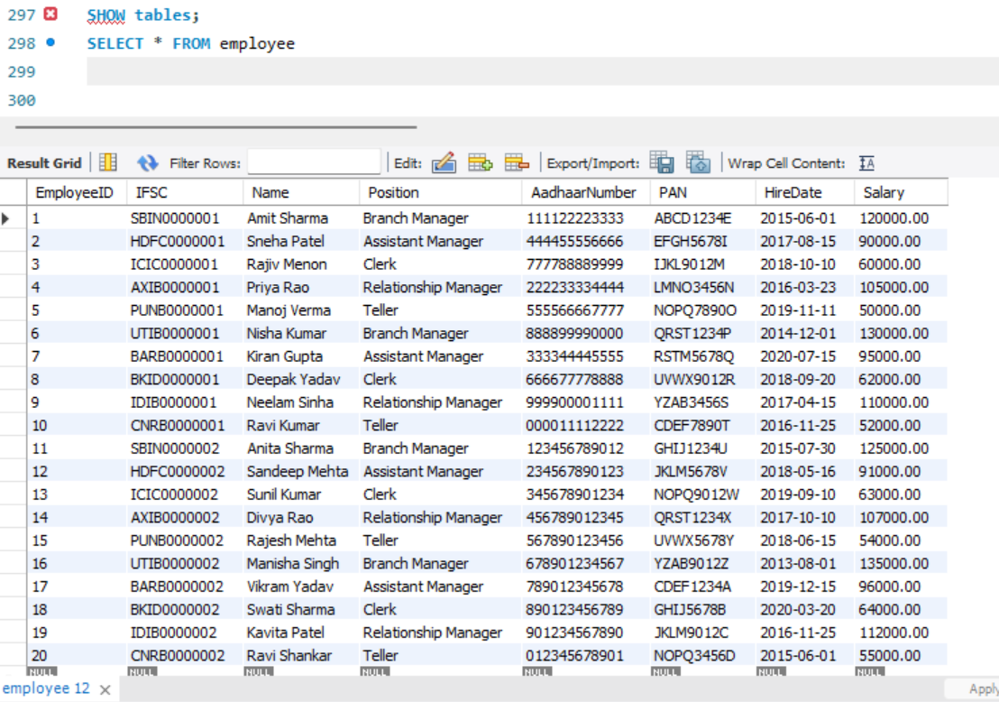 297 SHOW tables;
298 SELECT * FROM employee
299
300
Result Grid Filter Rows: Edit: Export/Import: Wrap Cell Content: IA
EmployeeID IFSC Name Position AadhaarNumber PAN HireDate Salary
1 SBIN0000001 Amit Sharma Branch Manager 111122223333 ABCD1234E 2015-06-01 120000.00
2 HDFC0000001 Sneha Patel Assistant Manager 444455556666 EFGH5678I 2017-08-15 90000.00
3 ICIC0000001 Rajiv Menon Clerk 777788889999 IJKL9012M 2018-10-10 60000.00
4 AXIB0000001 Priya Rao Relationship Manager 222233334444 LMNO3456N 2016-03-23 105000.00
5 PUNB0000001 Manoj Verma Teller 555566667777 NOPQ7890O 2019-11-11 50000.00
6 UTIB0000001 Nisha Kumar Branch Manager 888899990000 QRST1234P 2014-12-01 130000.00
7 BARB0000001 Kiran Gupta Assistant Manager 333344445555 RSTM5678Q 2020-07-15 95000.00
8 BKID0000001 Deepak Yadav Clerk 666677778888 UVWX9012R 2018-09-20 62000.00
9 IDIB0000001 Neelam Sinha Relationship Manager 999900001111 YZAB3456S 2017-04-15 110000.00
10 CNRB0000001 Ravi Kumar Teller 000011112222 CDEF7890T 2016-11-25 52000.00
11 SBIN0000002 Anita Sharma Branch Manager 123456789012 GHIJ1234U 2015-07-30 125000.00
12 HDFC0000002 Sandeep Mehta Assistant Manager 234567890123 JKLM5678V 2018-05-16 91000.00
13 ICIC0000002 Sunil Kumar Clerk 345678901234 NOPQ9012W 2019-09-10 63000.00
14 AXIB0000002 Divya Rao Relationship Manager 456789012345 QRST1234X 2017-10-10 107000.00
15 PUNB0000002 Rajesh Mehta Teller 567890123456 UVWX5678Y 2018-06-15 54000.00
16 UTIB0000002 Manisha Singh Branch Manager 678901234567 YZAB9012Z 2013-08-01 135000.00
17 BARB0000002 Vikram Yadav Assistant Manager 789012345678 CDEF1234A 2019-12-15 96000.00
18 BKID0000002 Swati Sharma Clerk 890123456789 GHIJ5678B 2020-03-20 64000.00
19 IDIB0000002 Kavita Patel Relationship Manager 901234567890 JKLM9012C 2016-11-25 112000.00
20 CNRB0000002 Ravi Shankar Teller 012345678901 NOPQ3456D 2015-06-01 55000.00
NULL NULL NULL NULL NULL NULL NULL NULL
employee 12 Apply